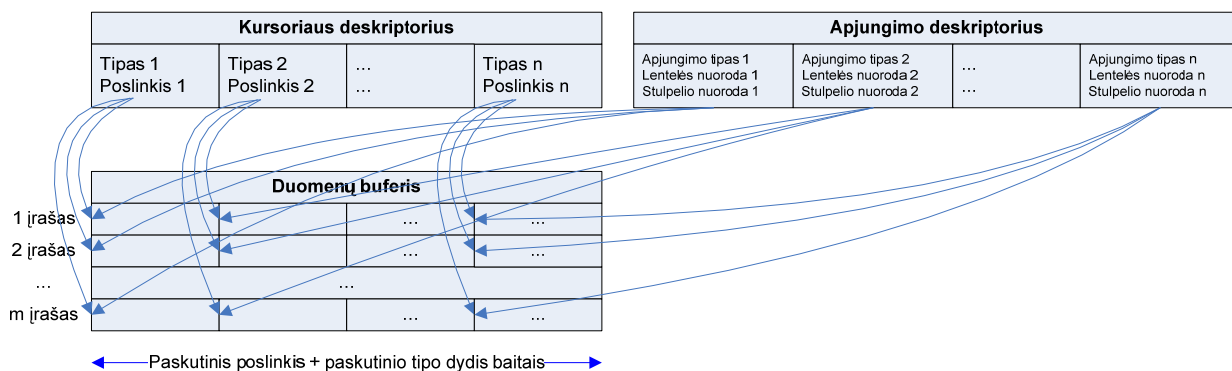 Kursoriaus deskriptorius
Tipas 1
Poslinkis 1
Tipas 2
Poslinkis 2
...
...
Tipas n
Poslinkis n
Apjungimo deskriptorius
Apjungimo tipas 1
Lentelės nuoroda 1
Stulpelio nuoroda 1
Apjungimo tipas 2
Lentelės nuoroda 2
Stulpelio nuoroda 2
...
...
Apjungimo tipas n
Lentelės nuoroda n
Stulpelio nuoroda n
Duomenų buferis
1 įrašas
... ...
2 įrašas
... ...
... ...
m įrašas
... ...
Paskutinis poslinkis + paskutinio tipo dydis baitais